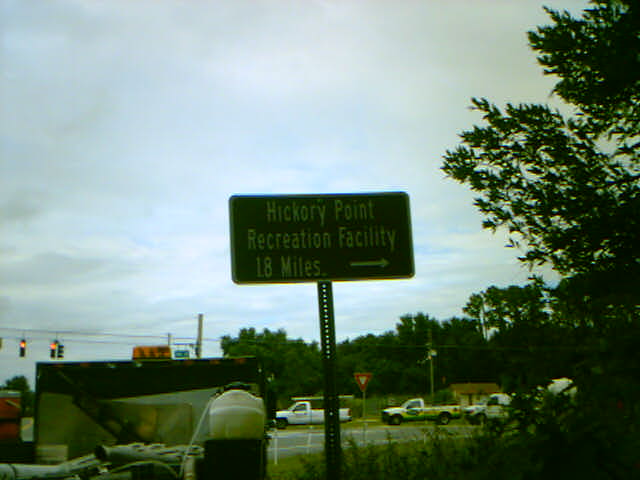 Hickory Point
Recreation Facility
1.8 Miles